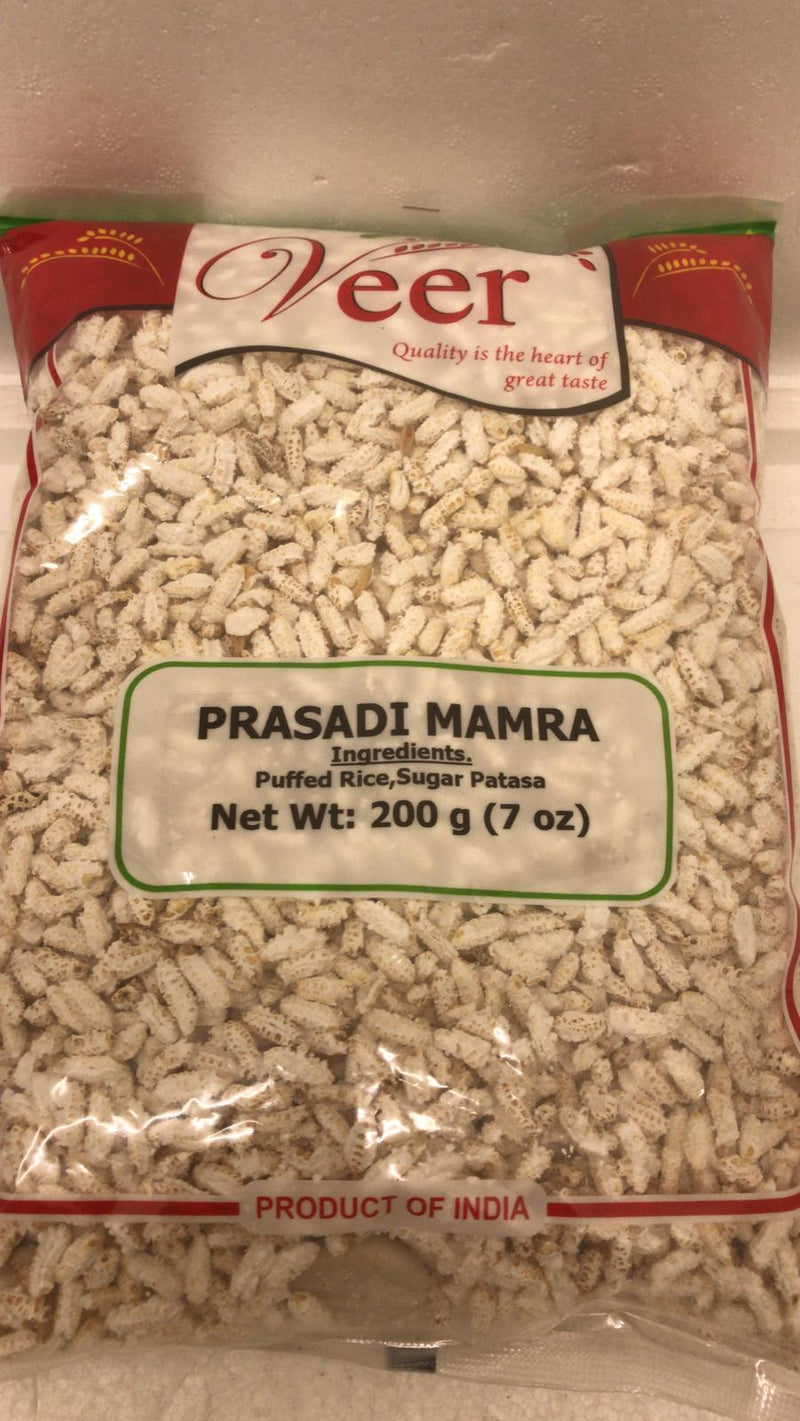 Veer
Quality is the heart of
great taste
PRASADI MAMRA
Ingredients.
Puffed Rice,Sugar Patasa
Net Wt: 200 g (7 oz)
PRODUCT OF INDIA